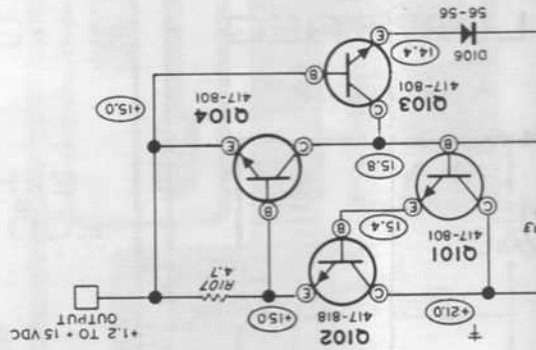 Q102
+1.2 TO + 15 VDC
OUTPUT
417-818
+21.0
C
E
+15.0
R107
4.7
Q101
417-801
B
15.4
C
E
B
B
15.8
C
E
Q103
417-801
C
Q104
417-801
+15.0
B
D106
14.4
E
56-56